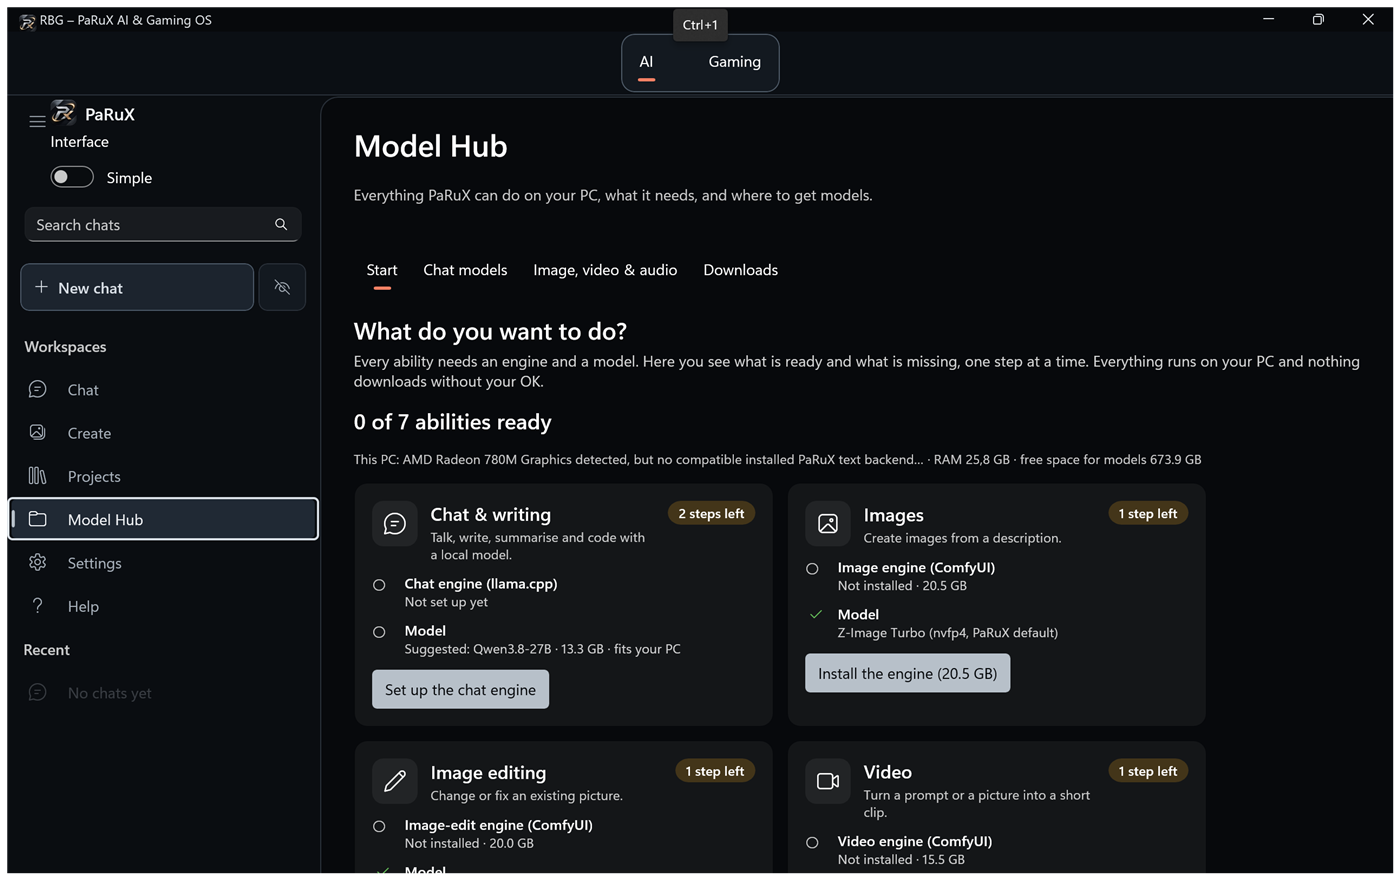 RBG – PaRuX AI & Gaming OS
Ctrl+1
AI
Gaming
PaRuX
Interface
Simple
Search chats
New chat
Workspaces
Chat
Create
Projects
Model Hub
Settings
Help
Recent
No chats yet
Model Hub
Everything PaRuX can do on your PC, what it needs, and where to get models.
Start
Chat models
Image, video & audio
Downloads
What do you want to do?
Every ability needs an engine and a model. Here you see what is ready and what is missing, one step at a time. Everything runs on your PC and nothing
downloads without your OK.
0 of 7 abilities ready
This PC: AMD Radeon 780M Graphics detected, but no compatible installed PaRuX text backend... · RAM 25,8 GB · free space for models 673.9 GB
Chat & writing
2 steps left
Talk, write, summarise and code with
a local model.
Chat engine (llama.cpp)
Not set up yet
Model
Suggested: Qwen3.8-27B · 13.3 GB · fits your PC
Set up the chat engine
Images
1 step left
Create images from a description.
Image engine (ComfyUI)
Not installed · 20.5 GB
Model
Z-Image Turbo (nvfp4, PaRuX default)
Install the engine (20.5 GB)
Image editing
1 step left
Change or fix an existing picture.
Image-edit engine (ComfyUI)
Not installed · 20.0 GB
Model
Video
1 step left
Turn a prompt or a picture into a short
clip.
Video engine (ComfyUI)
Not installed · 15.5 GB